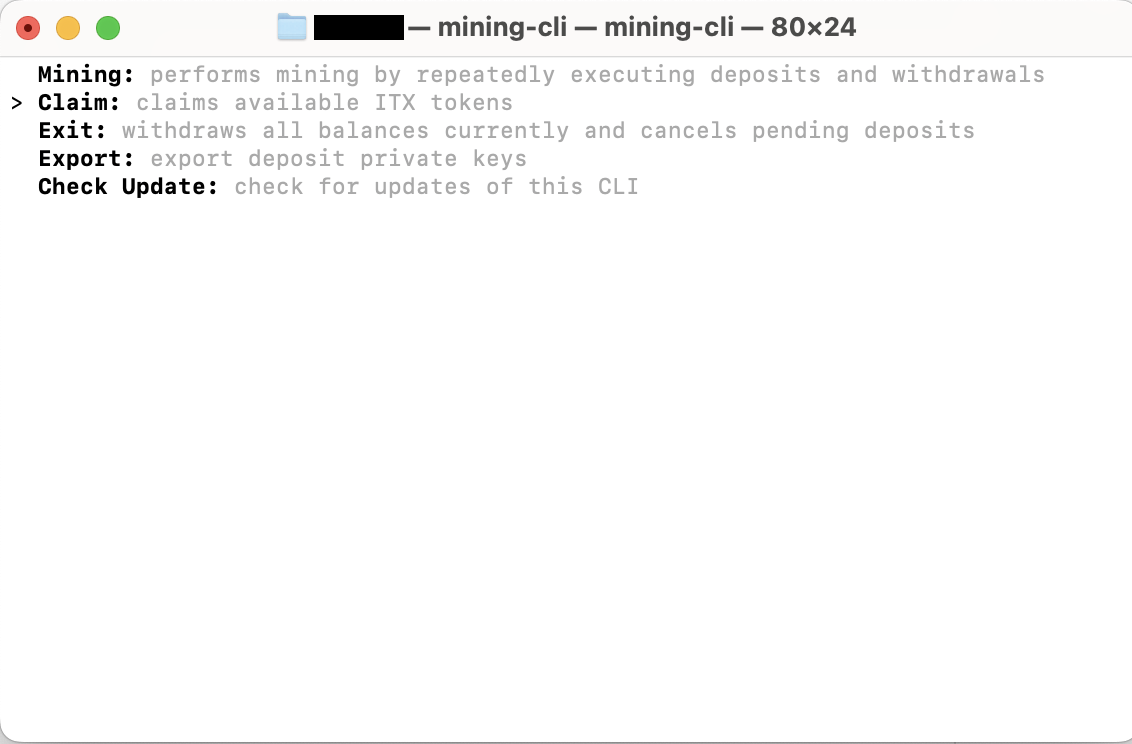 — mining-cli — mining-cli — 80×24
Mining: performs mining by repeatedly executing deposits and withdrawals
> Claim: claims available ITX tokens
Exit: withdraws all balances currently and cancels pending deposits
Export: export deposit private keys
Check Update: check for updates of this CLI